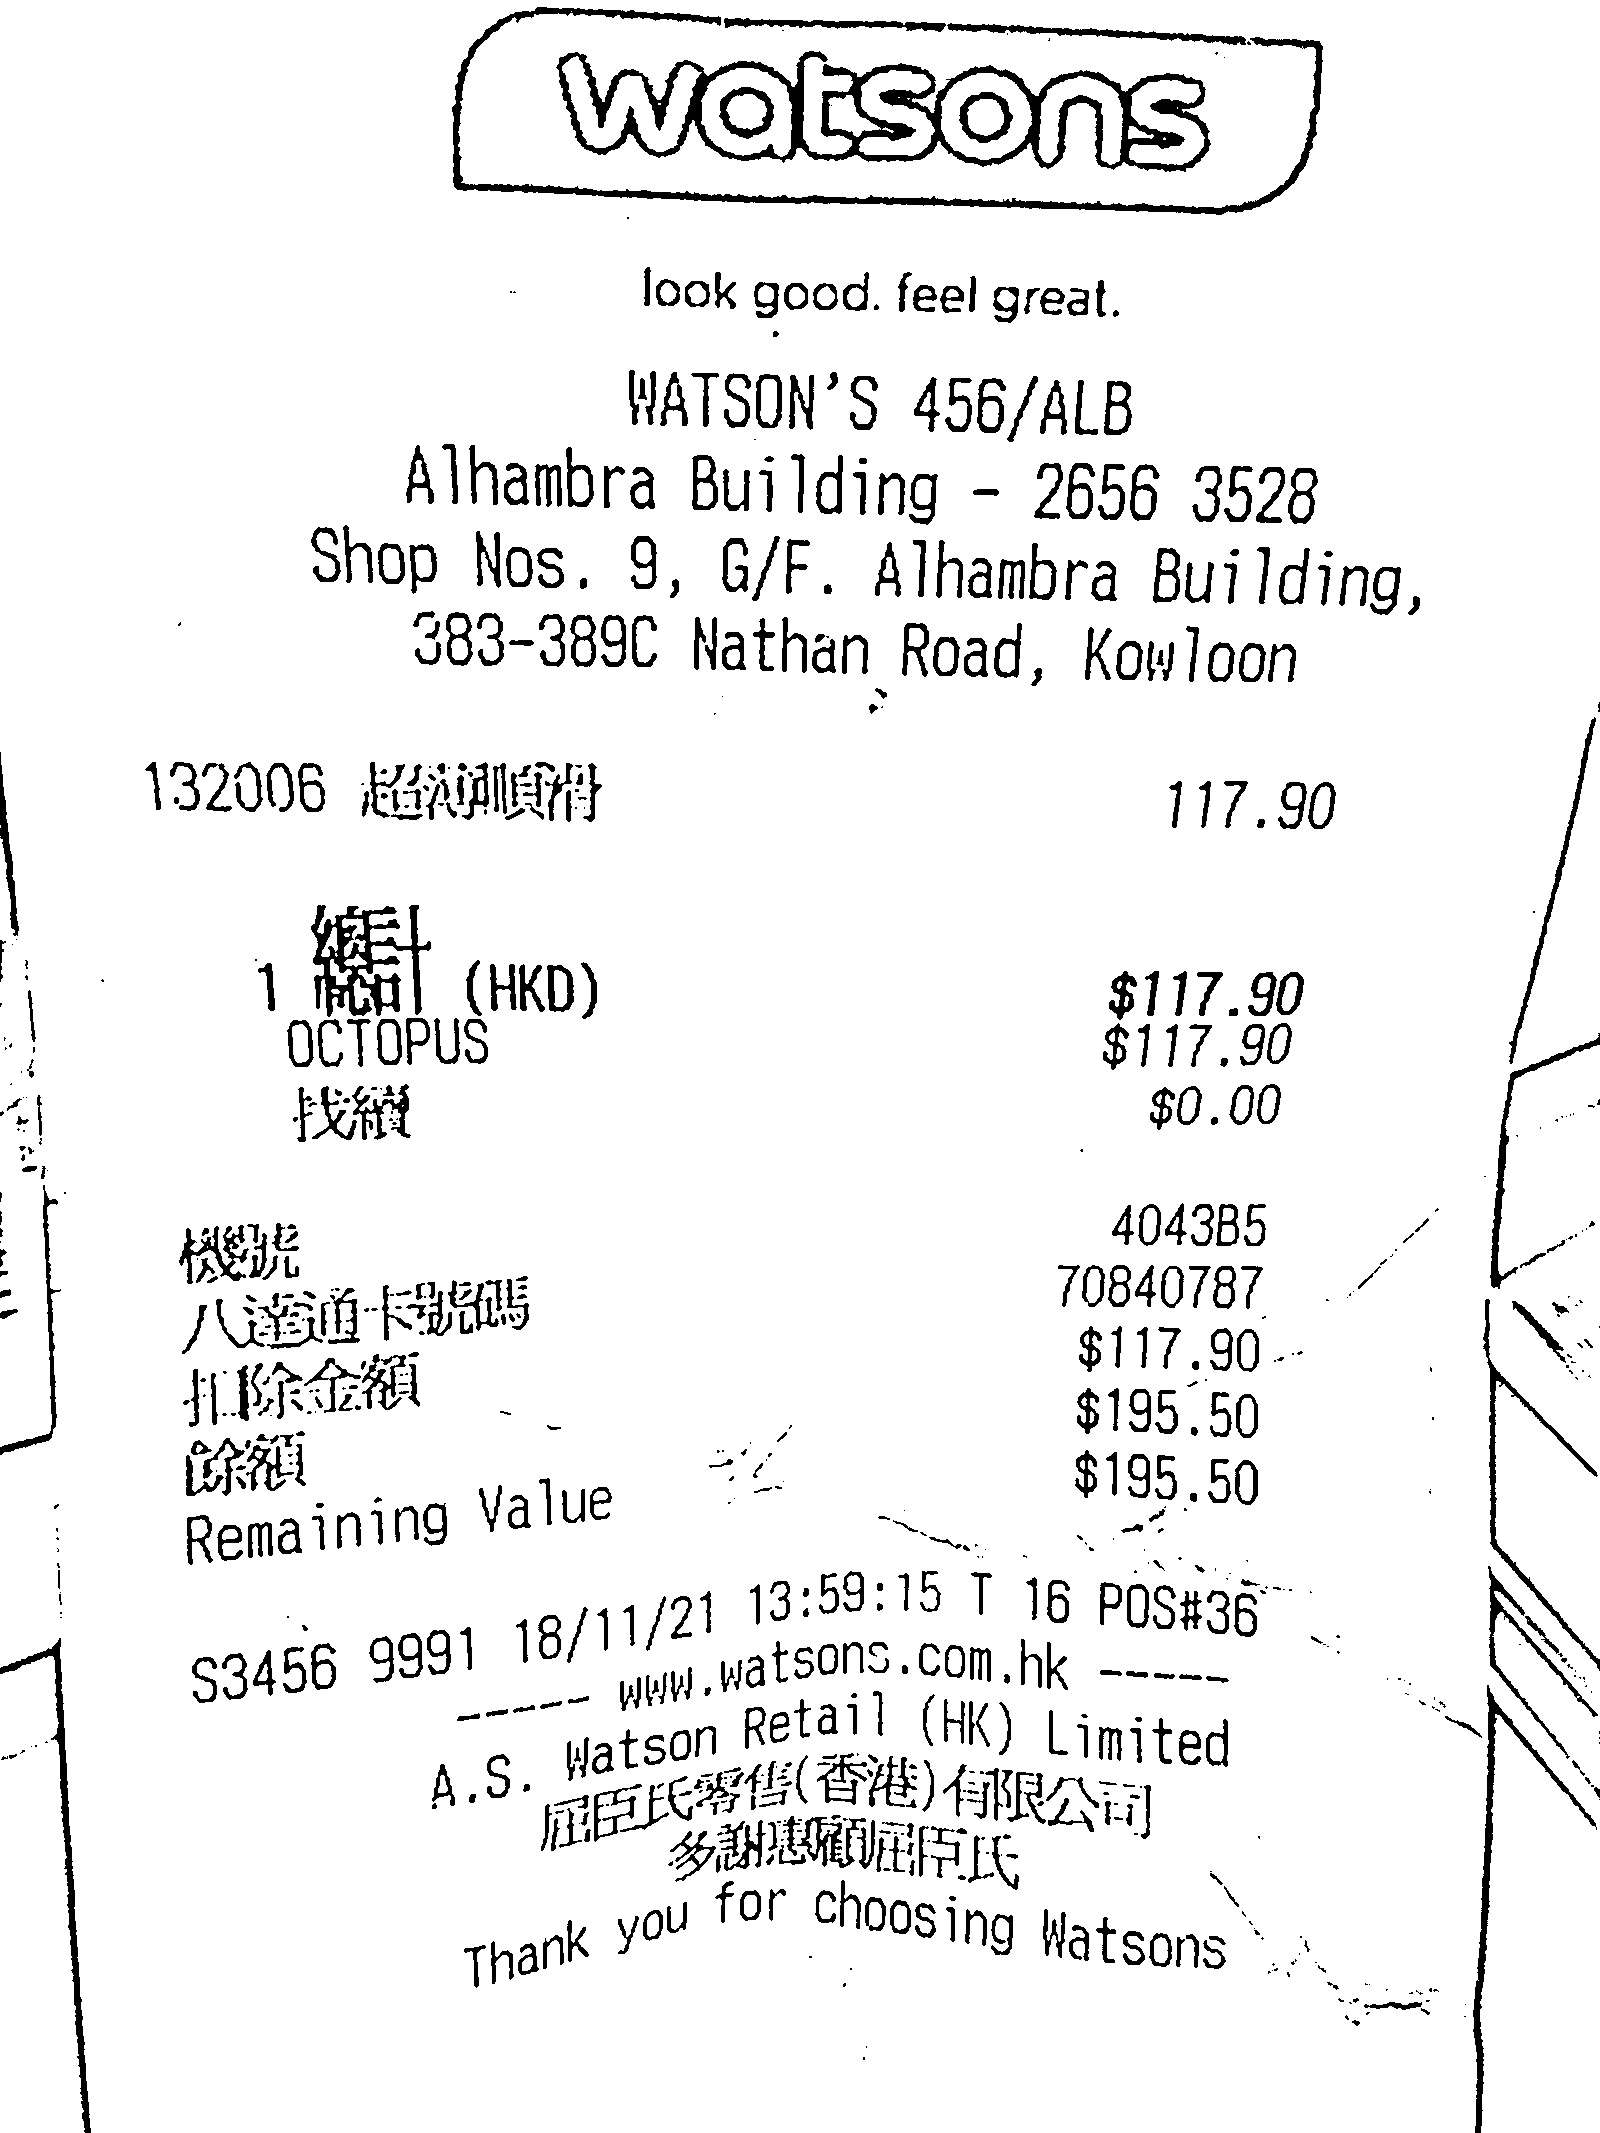 watsons
look good. feel great.
WATSON'S 456/ALB
Alhambra Building - 2656 3528
Shop Nos. 9, G/F. Alhambra Building,
383-389C Nathan Road, Kowloon
132006 超薄順滑 117.90
總計
1 總計 (HKD) $117.90
OCTOPUS $117.90
找續 $0.00
機號 4043B5
八達通卡號碼 70840787
扣除金額 $117.90
餘額 $195.50
Remaining Value $195.50
S3456 9991 18/11/21 13:59:15 T 16 POS#36
----- www.watsons.com.hk -----
A.S. Watson Retail (HK) Limited
屈臣氏零售(香港)有限公司
多謝惠顧屈臣氏
Thank you for choosing Watsons